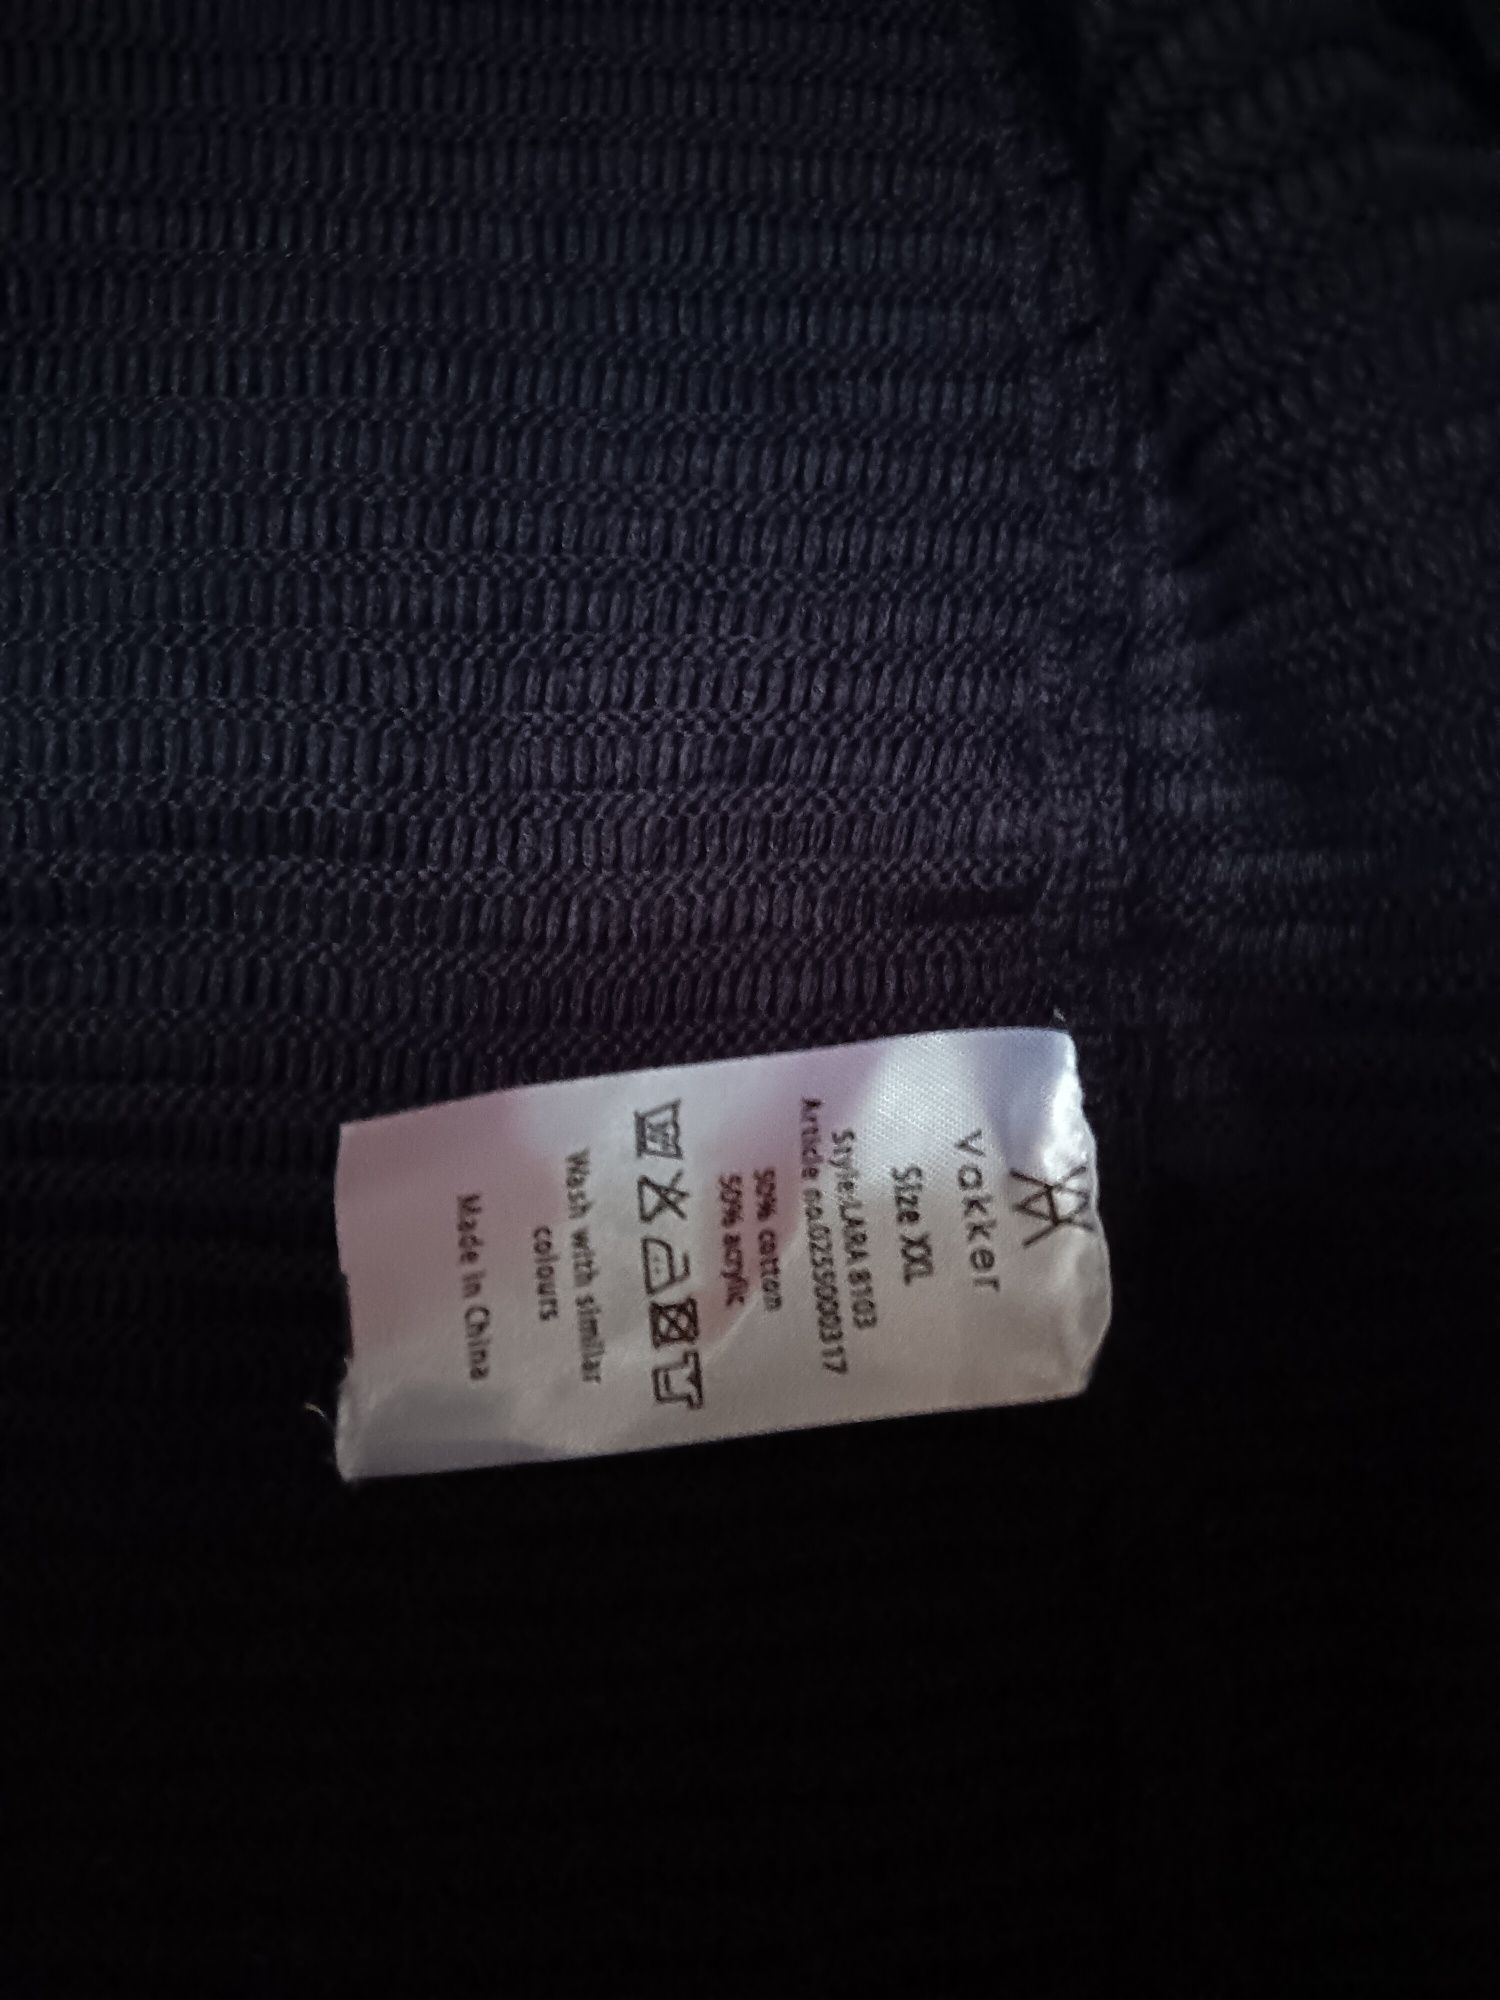 vakker
Size XXL
Style:LARA 8103
Article no.0255000317
50% cotton
50% acrylic
Wash with similar
colours
Made in China